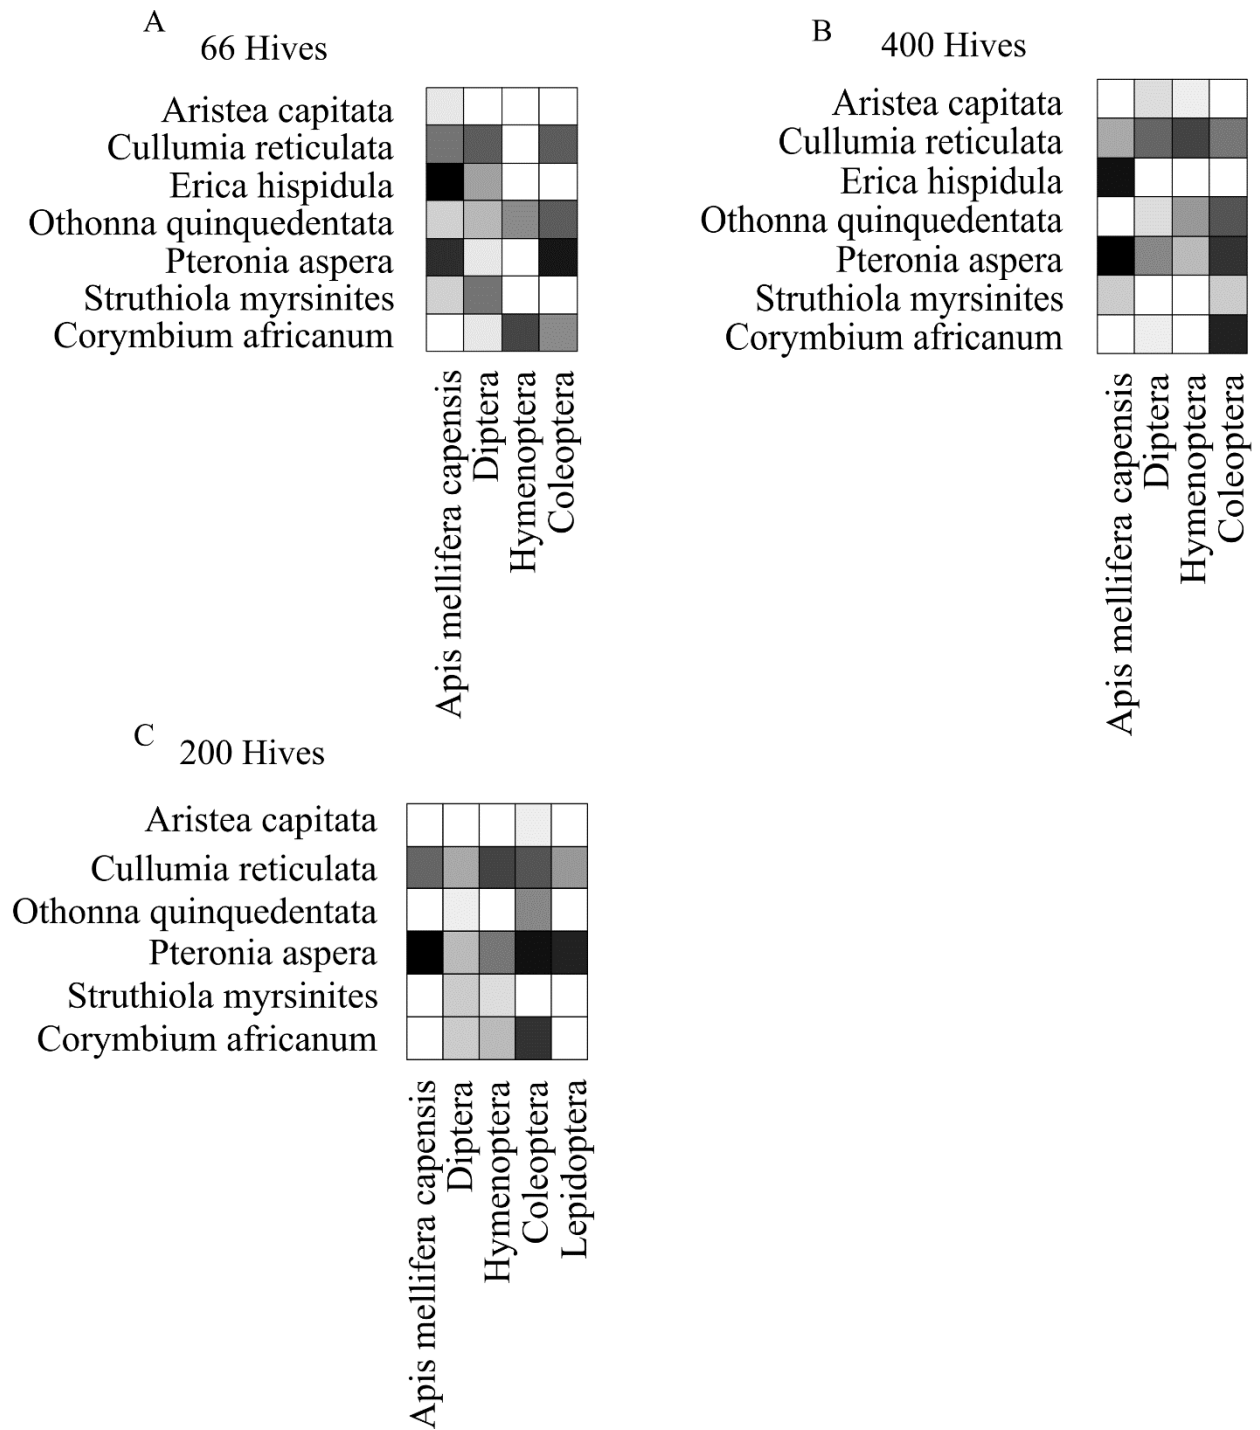 A
66 Hives
Aristea capitata
Cullumia reticulata
Erica hispidula
Othonna quinquedentata
Pteronia aspera
Struthiola myrsinites
Corymbium africanum
Apis mellifera capensis
Diptera
Hymenoptera
Coleoptera
B
400 Hives
Aristea capitata
Cullumia reticulata
Erica hispidula
Othonna quinquedentata
Pteronia aspera
Struthiola myrsinites
Corymbium africanum
Apis mellifera capensis
Diptera
Hymenoptera
Coleoptera
C
200 Hives
Aristea capitata
Cullumia reticulata
Othonna quinquedentata
Pteronia aspera
Struthiola myrsinites
Corymbium africanum
Apis mellifera capensis
Diptera
Hymenoptera
Coleoptera
Lepidoptera